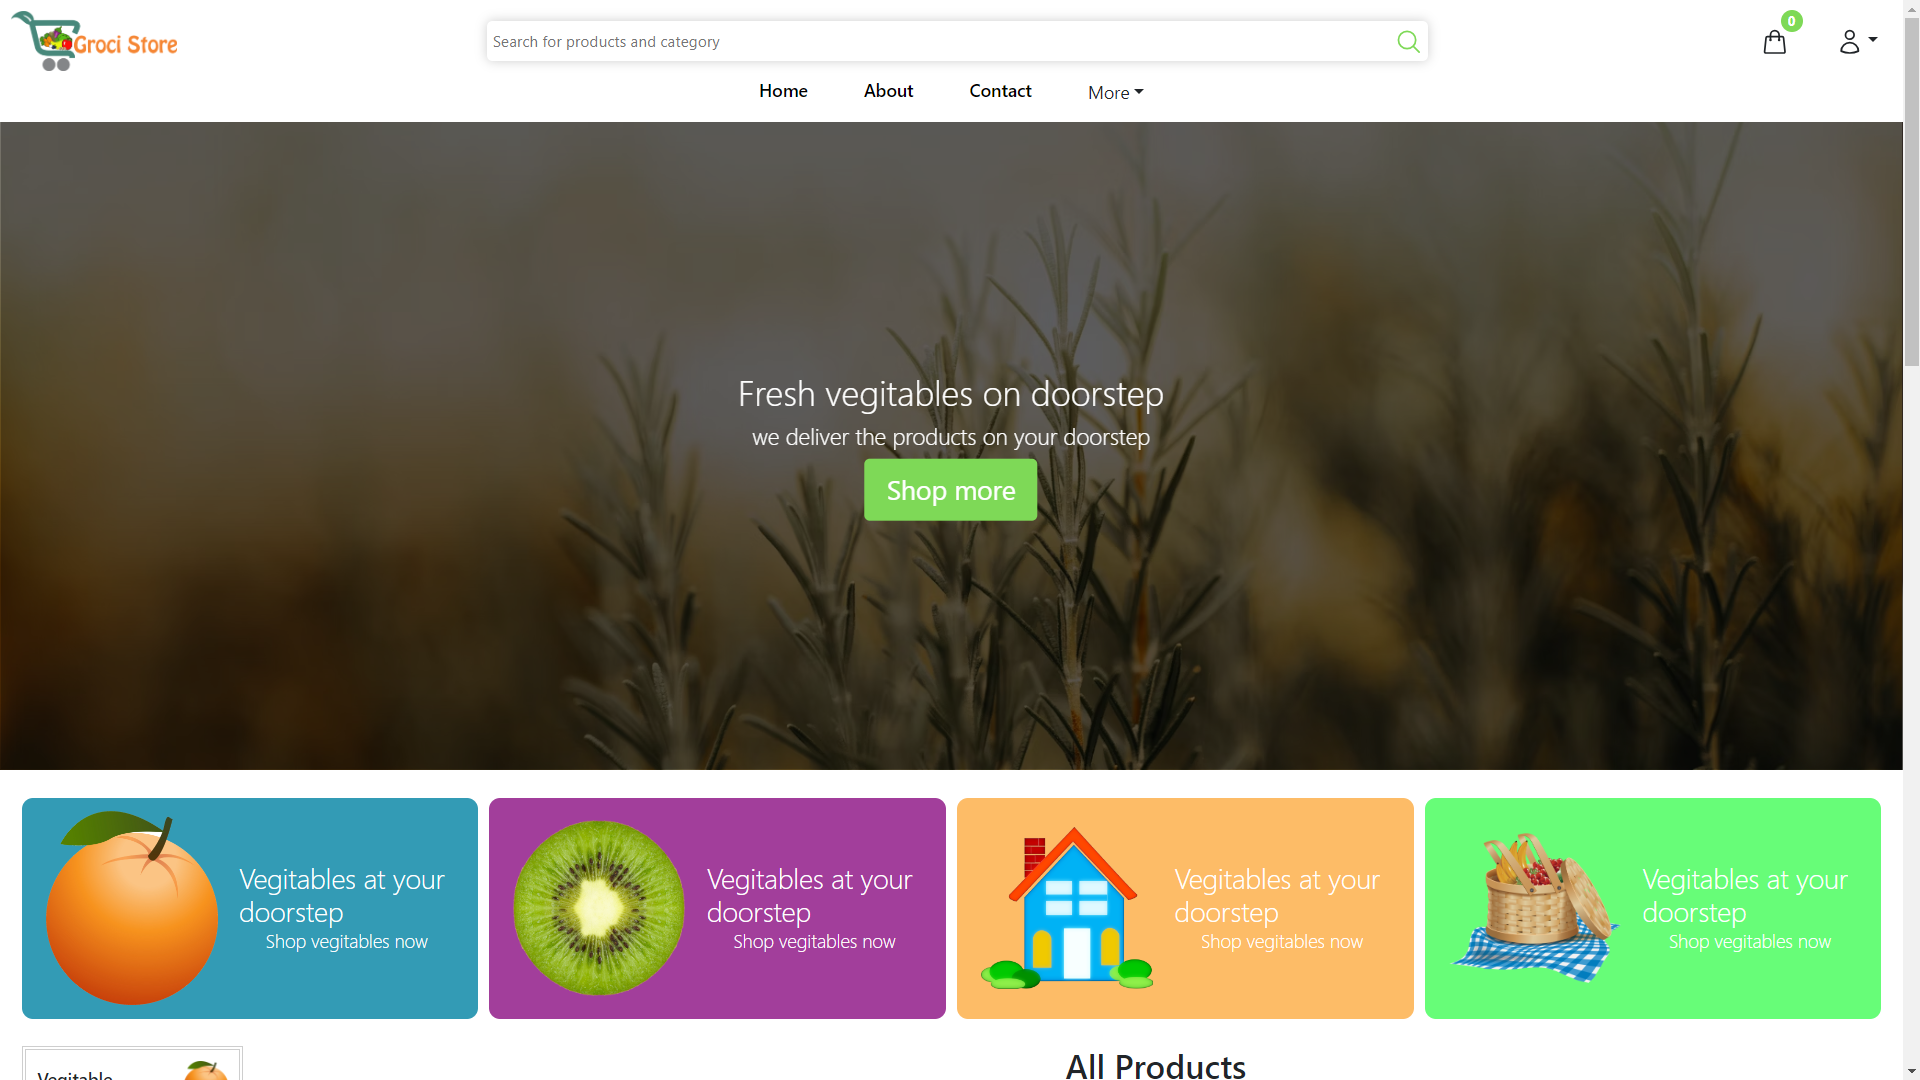 Groci Store
Search for products and category
0
Home
About
Contact
More
Fresh vegitables on doorstep
we deliver the products on your doorstep
Shop more
Vegitables at your
doorstep
Shop vegitables now
Vegitables at your
doorstep
Shop vegitables now
Vegitables at your
doorstep
Shop vegitables now
Vegitables at your
doorstep
Shop vegitables now
Vegitable
All Products